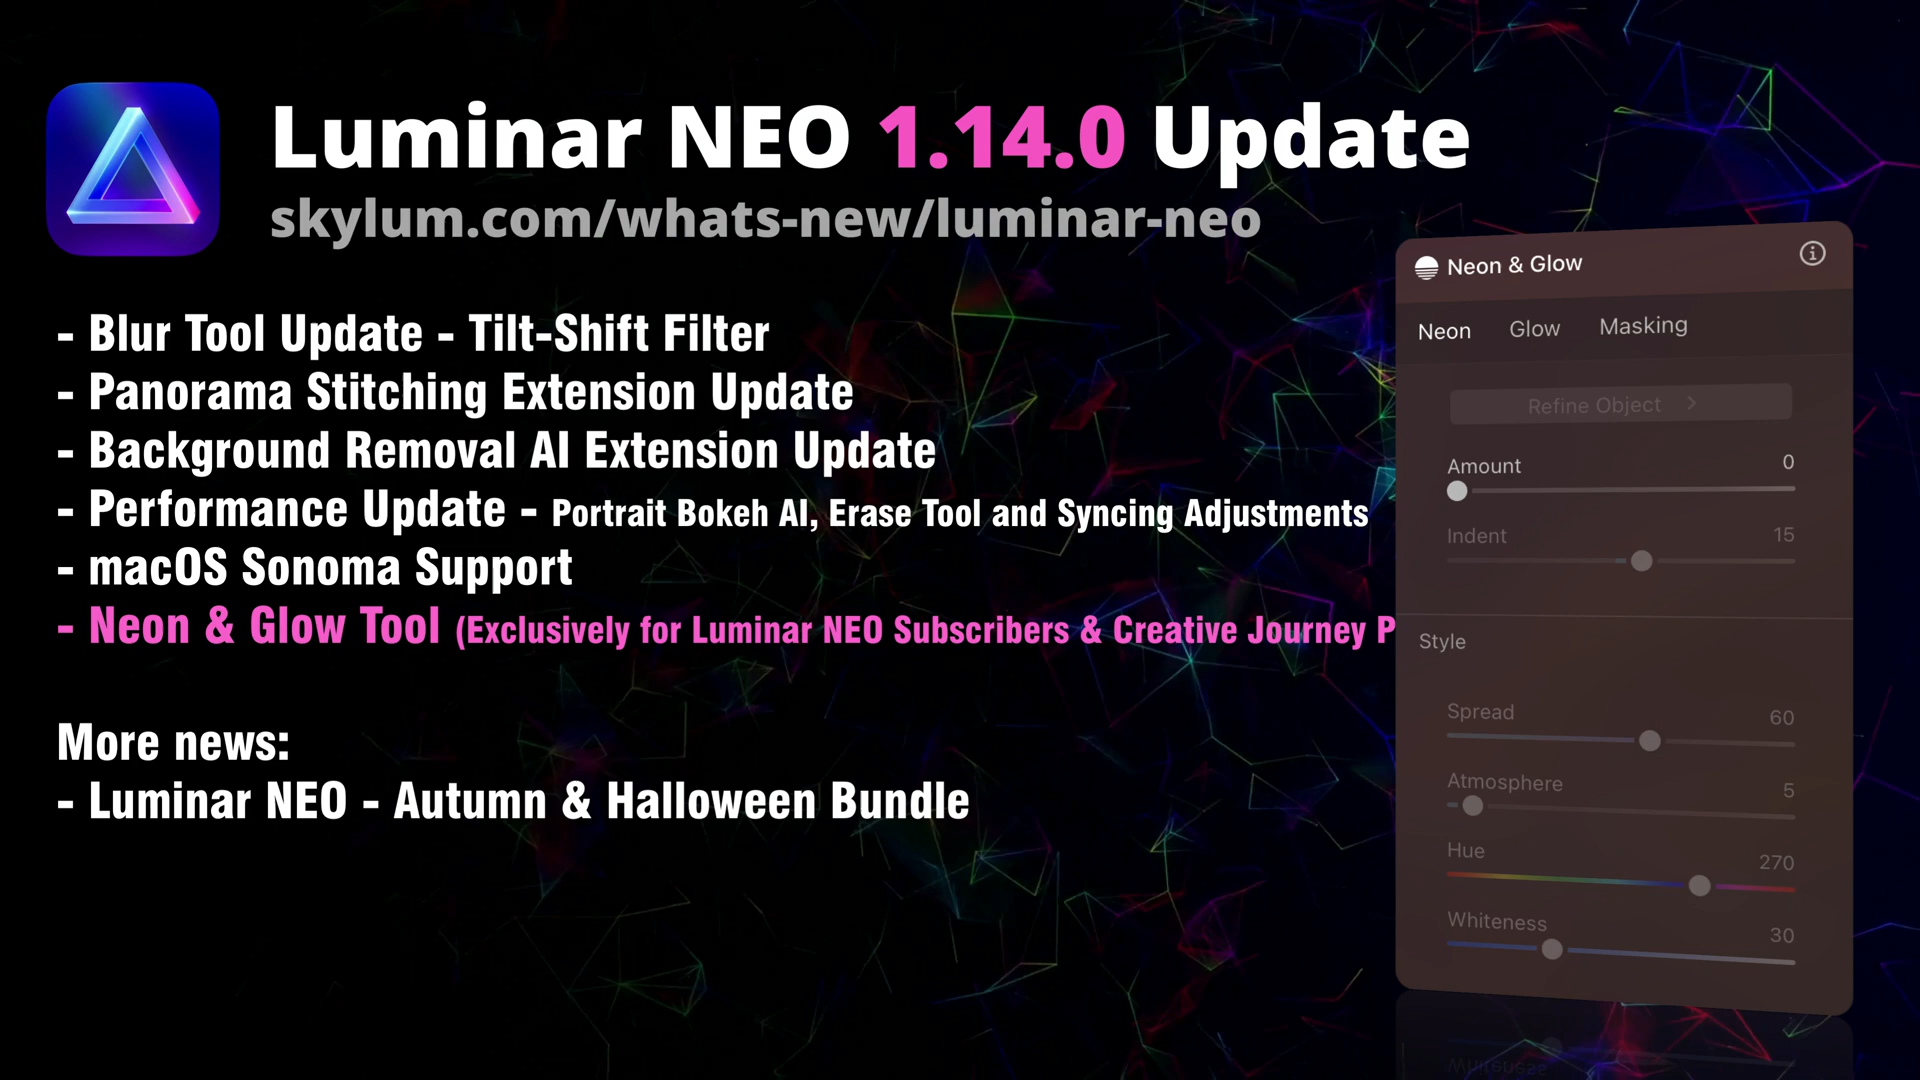 Luminar NEO 1.14.0 Update
skylum.com/whats-new/luminar-neo
- Blur Tool Update - Tilt-Shift Filter
- Panorama Stitching Extension Update
- Background Removal AI Extension Update
- Performance Update - Portrait Bokeh AI, Erase Tool and Syncing Adjustments
- macOS Sonoma Support
- Neon & Glow Tool (Exclusively for Luminar NEO Subscribers & Creative Journey P
More news:
- Luminar NEO - Autumn & Halloween Bundle
Neon & Glow
Neon Glow Masking
Refine Object >
Amount 0
Indent 15
Style
Spread 60
Atmosphere 5
Hue 270
Whiteness 30